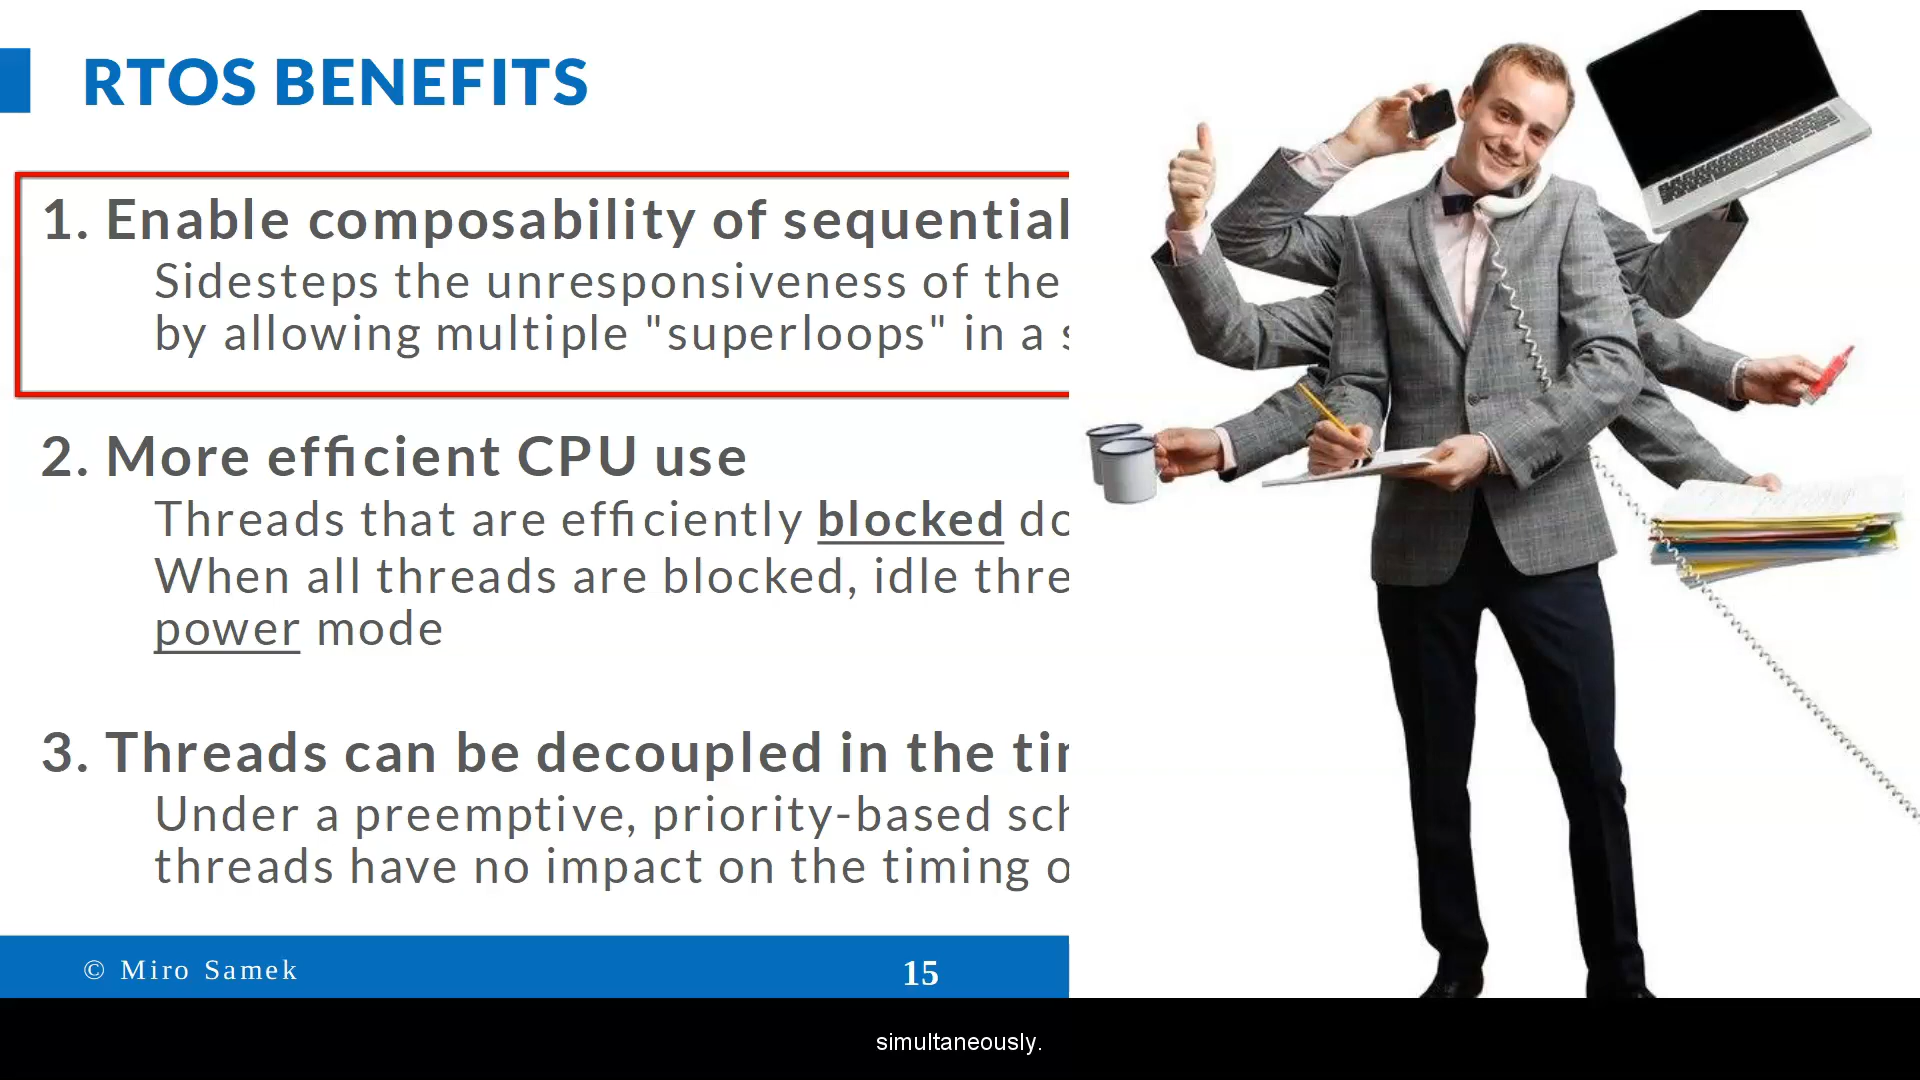 RTOS BENEFITS
1. Enable composability of sequential
Sidesteps the unresponsiveness of the
by allowing multiple "superloops" in a
2. More efficient CPU use
Threads that are efficiently blocked
When all threads are blocked, idle
power mode
3. Threads can be decoupled in the
Under a preemptive, priority-based
threads have no impact on the timing
© Miro Samek
15
simultaneously.